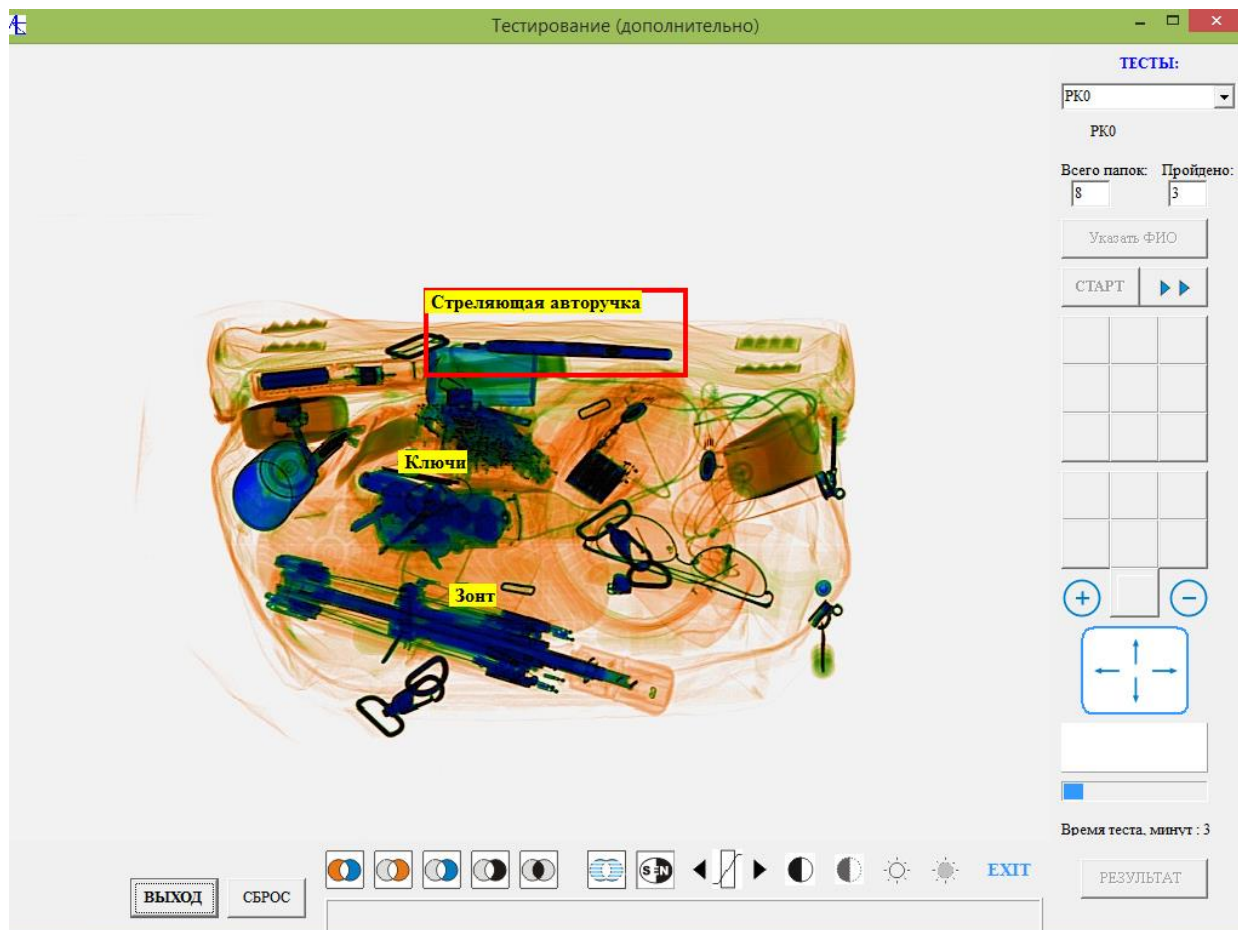 Тестирование (дополнительно)
ТЕСТЫ:
РК0
РК0
Всего папок: Пройдено:
8 3
Указать ФИО
СТАРТ
Стреляющая авторучка
Ключи
Зонт
Время теста, минут : 3
SEN
EXIT
РЕЗУЛЬТАТ
ВЫХОД
СБРОС